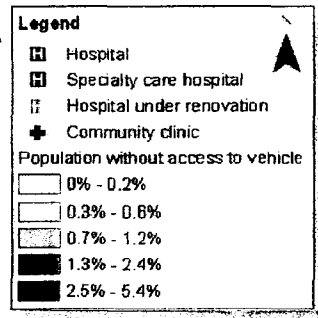 Legend
H Hospital
H Specialty care hospital
H Hospital under renovation
Community clinic
Population without access to vehicle
0% - 0.2%
0.3% - 0.6%
0.7% - 1.2%
1.3% - 2.4%
2.5% - 5.4%